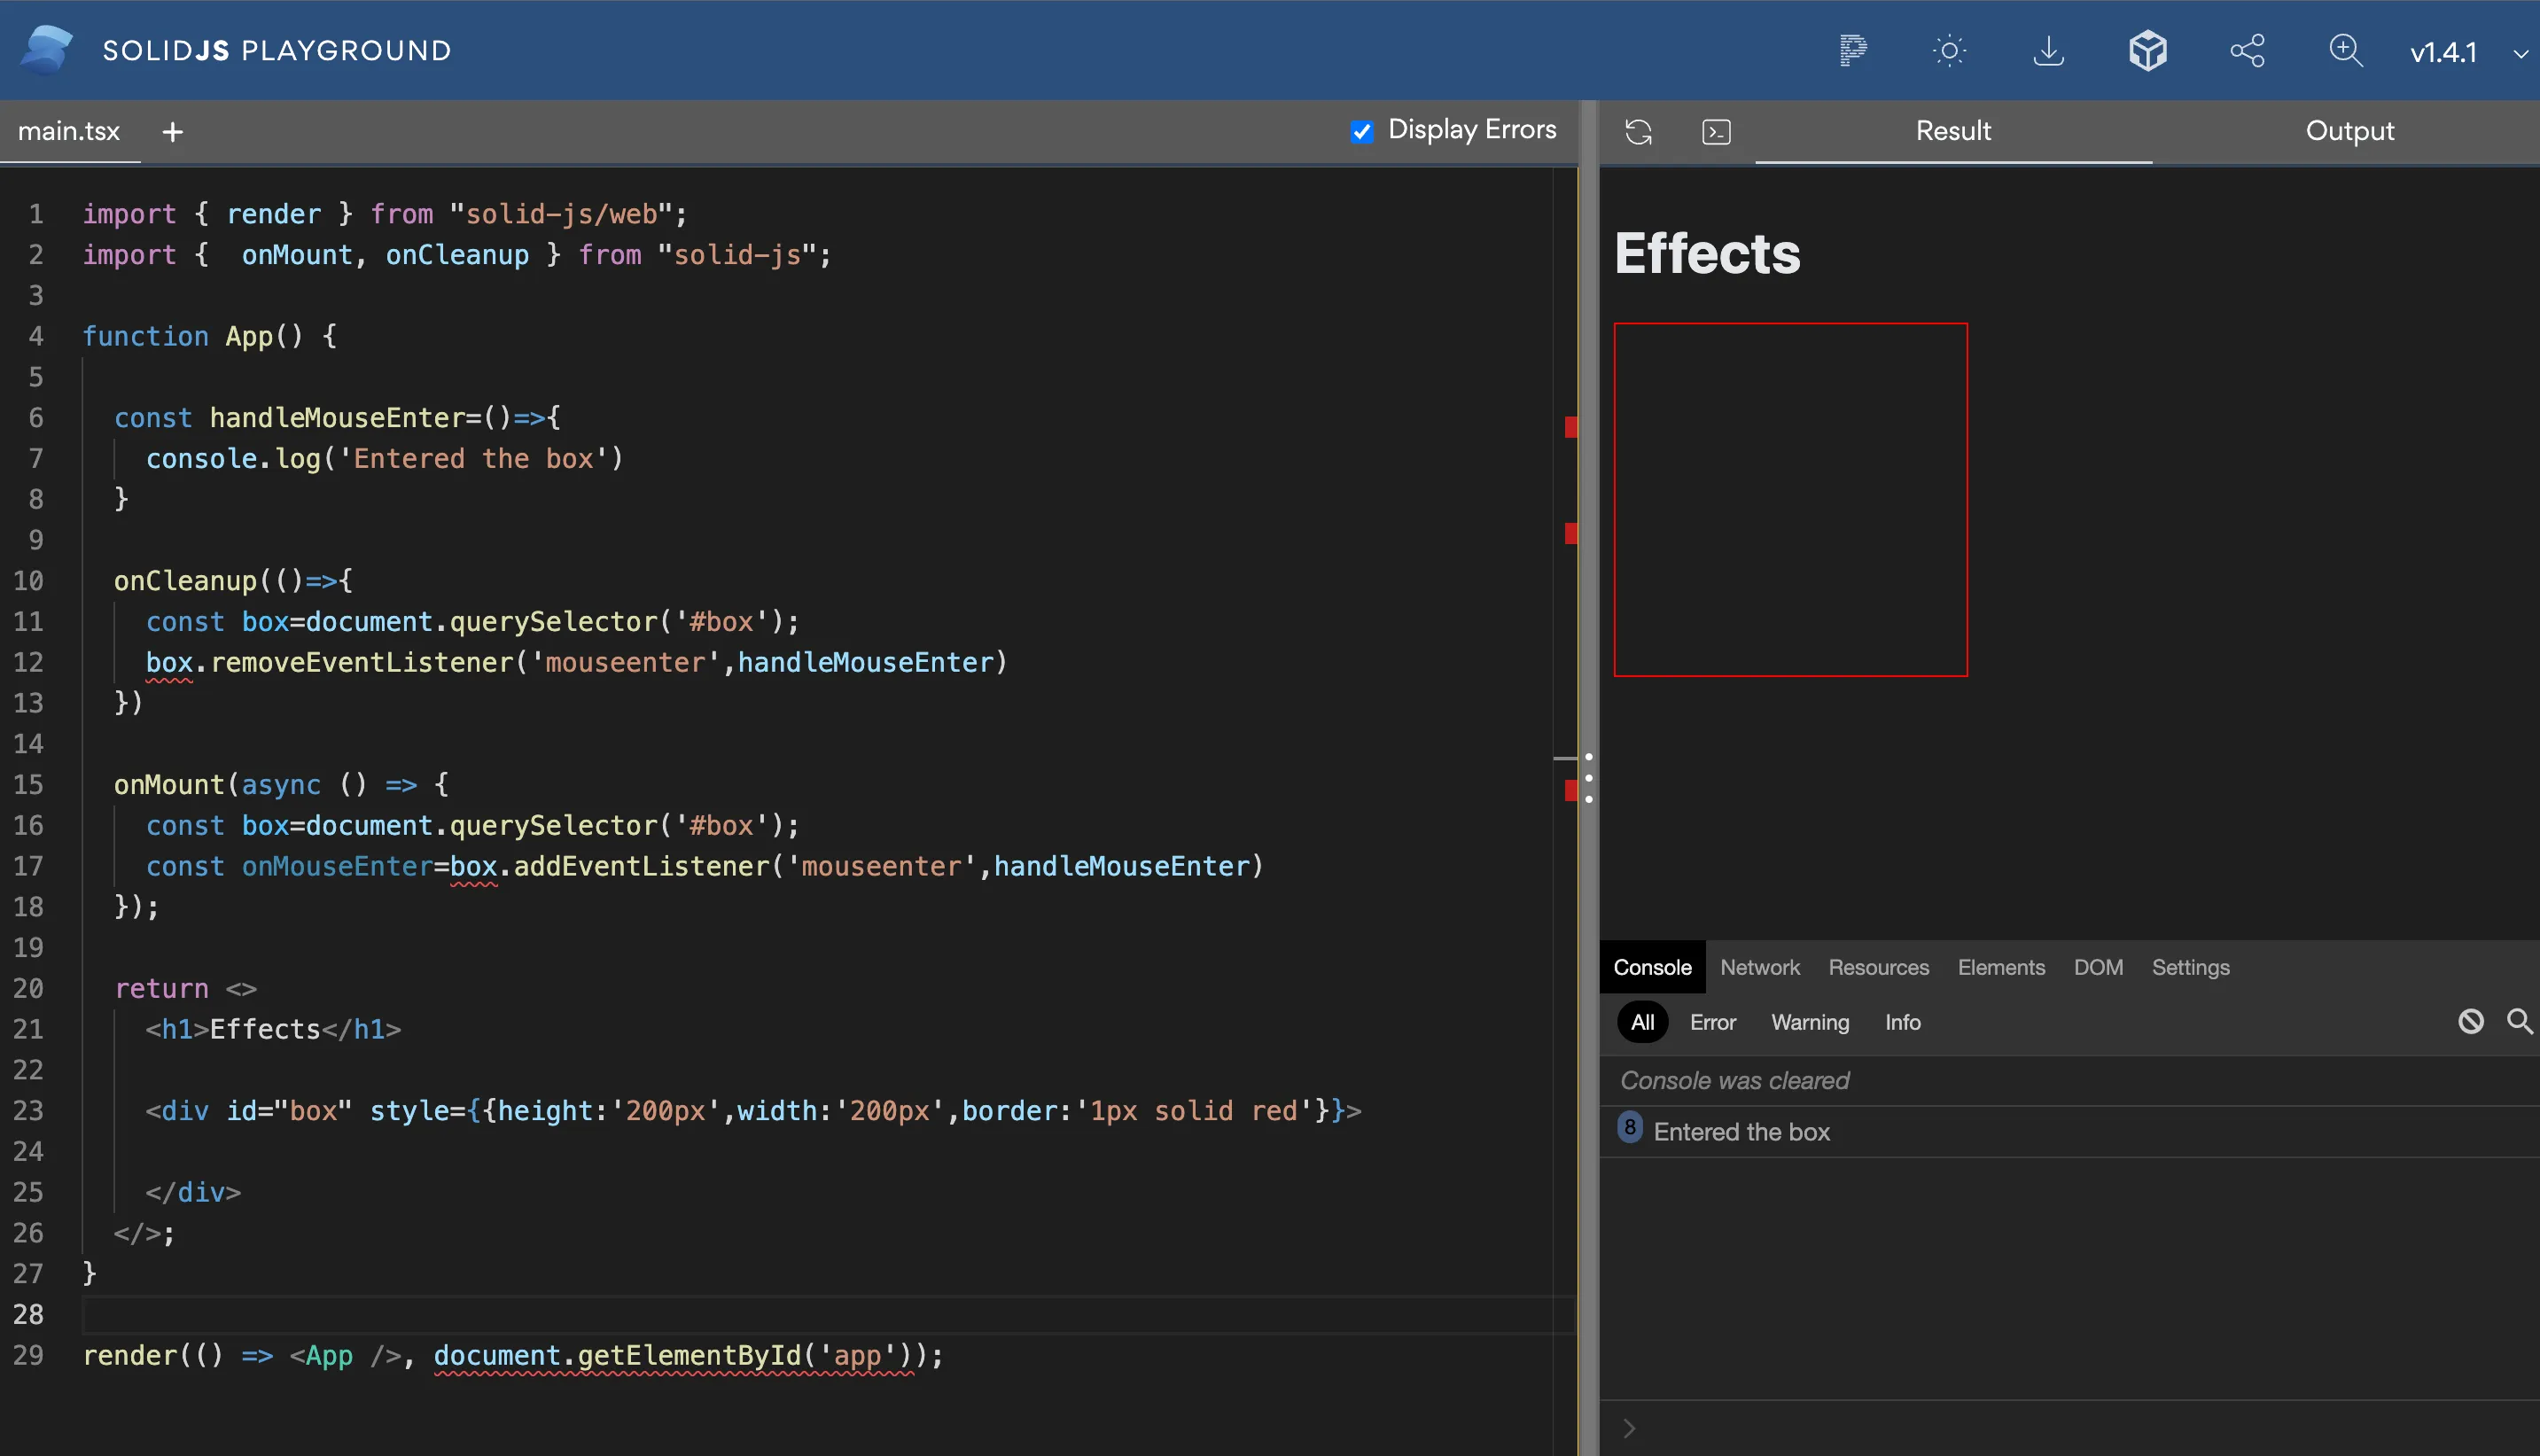 SOLIDJS PLAYGROUND
v1.4.1
main.tsx +
Display Errors
Result
Output
1 import { render } from "solid-js/web";
2 import {  onMount, onCleanup } from "solid-js";
3
4 function App() {
5
6   const handleMouseEnter=()=>{
7     console.log('Entered the box')
8   }
9
10   onCleanup(()=>{
11     const box=document.querySelector('#box');
12     box.removeEventListener('mouseenter',handleMouseEnter)
13   })
14
15   onMount(async () => {
16     const box=document.querySelector('#box');
17     const onMouseEnter=box.addEventListener('mouseenter',handleMouseEnter)
18   });
19
20   return <>
21     <h1>Effects</h1>
22
23     <div id="box" style={{height:'200px',width:'200px',border:'1px solid red'}}>
24
25     </div>
26   </>;
27 }
28
29 render(() => <App />, document.getElementById('app'));
Effects
Console Network Resources Elements DOM Settings
All Error Warning Info
Console was cleared
8 Entered the box